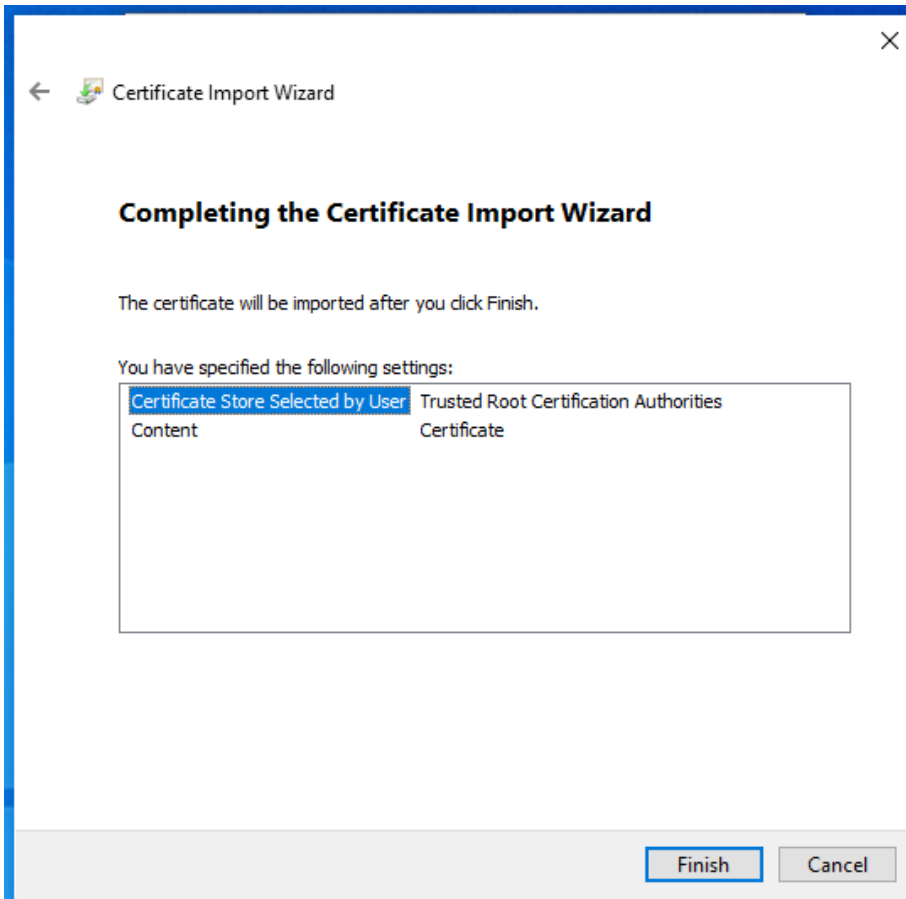 Certificate Import Wizard
Completing the Certificate Import Wizard
The certificate will be imported after you click Finish.
You have specified the following settings:
Certificate Store Selected by User Trusted Root Certification Authorities
Content Certificate
Finish Cancel